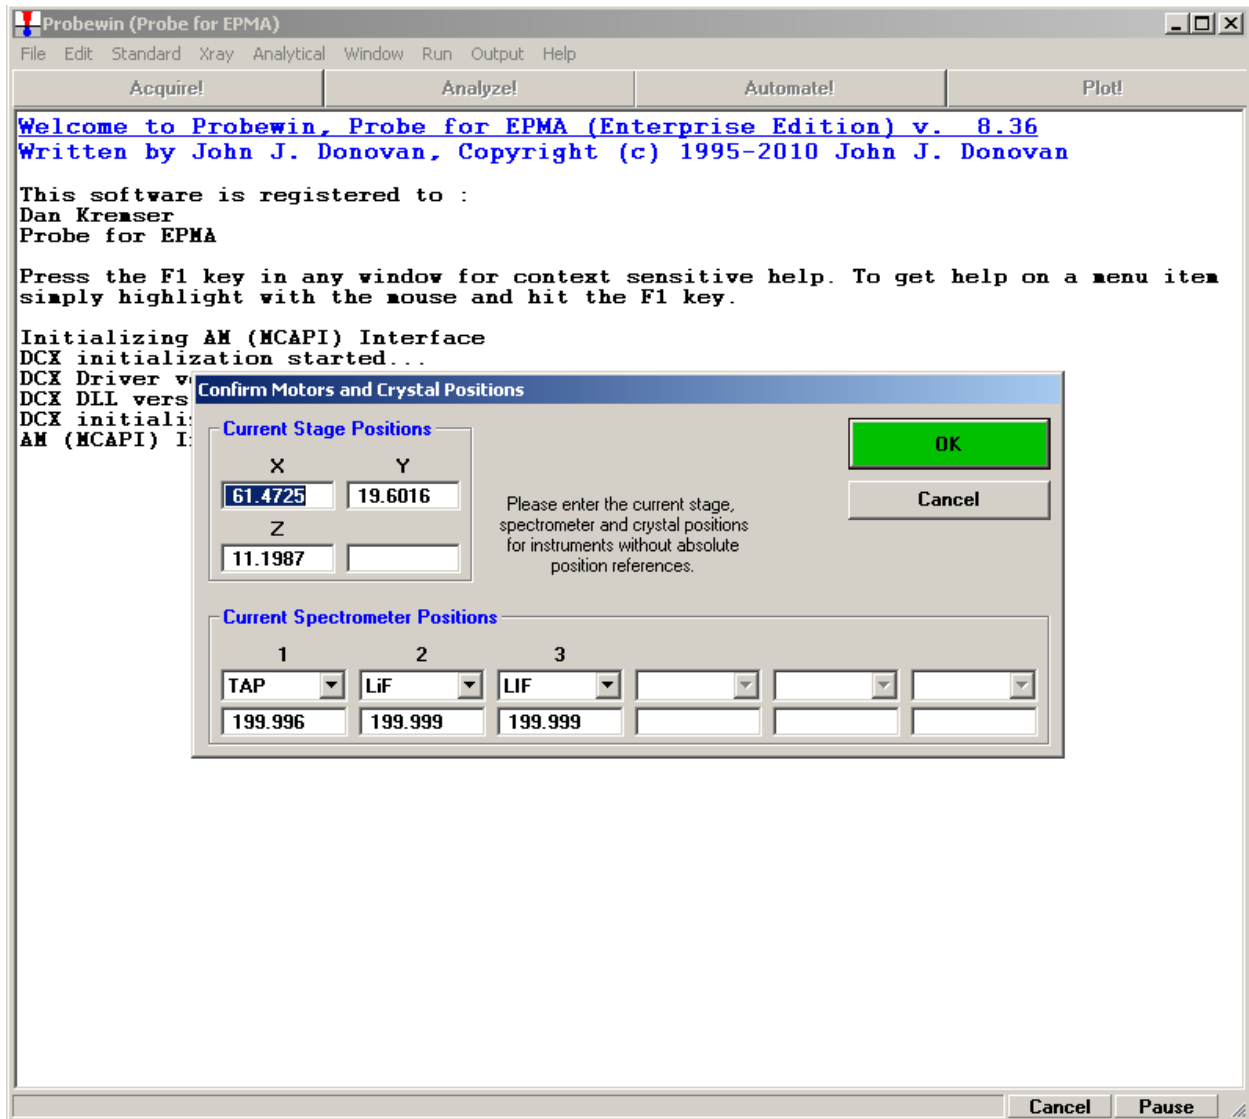 Probewin (Probe for EPMA)
File Edit Standard Xray Analytical Window Run Output Help
Acquire! Analyze! Automate! Plot!
Welcome to Probewin, Probe for EPMA (Enterprise Edition) v. 8.36
Written by John J. Donovan, Copyright (c) 1995-2010 John J. Donovan
This software is registered to :
Dan Kremser
Probe for EPMA
Press the F1 key in any window for context sensitive help. To get help on a menu item
simply highlight with the mouse and hit the F1 key.
Initializing AM (MCAPI) Interface
DCX initialization started...
DCX Driver v
DCX DLL vers
DCX initiali
AM (MCAPI) I
Confirm Motors and Crystal Positions
Current Stage Positions
X Y
61.4725 19.6016
Z
11.1987
Please enter the current stage,
spectrometer and crystal positions
for instruments without absolute
position references.
OK
Cancel
Current Spectrometer Positions
1 2 3
TAP LiF LIF
199.996 199.999 199.999
Cancel Pause